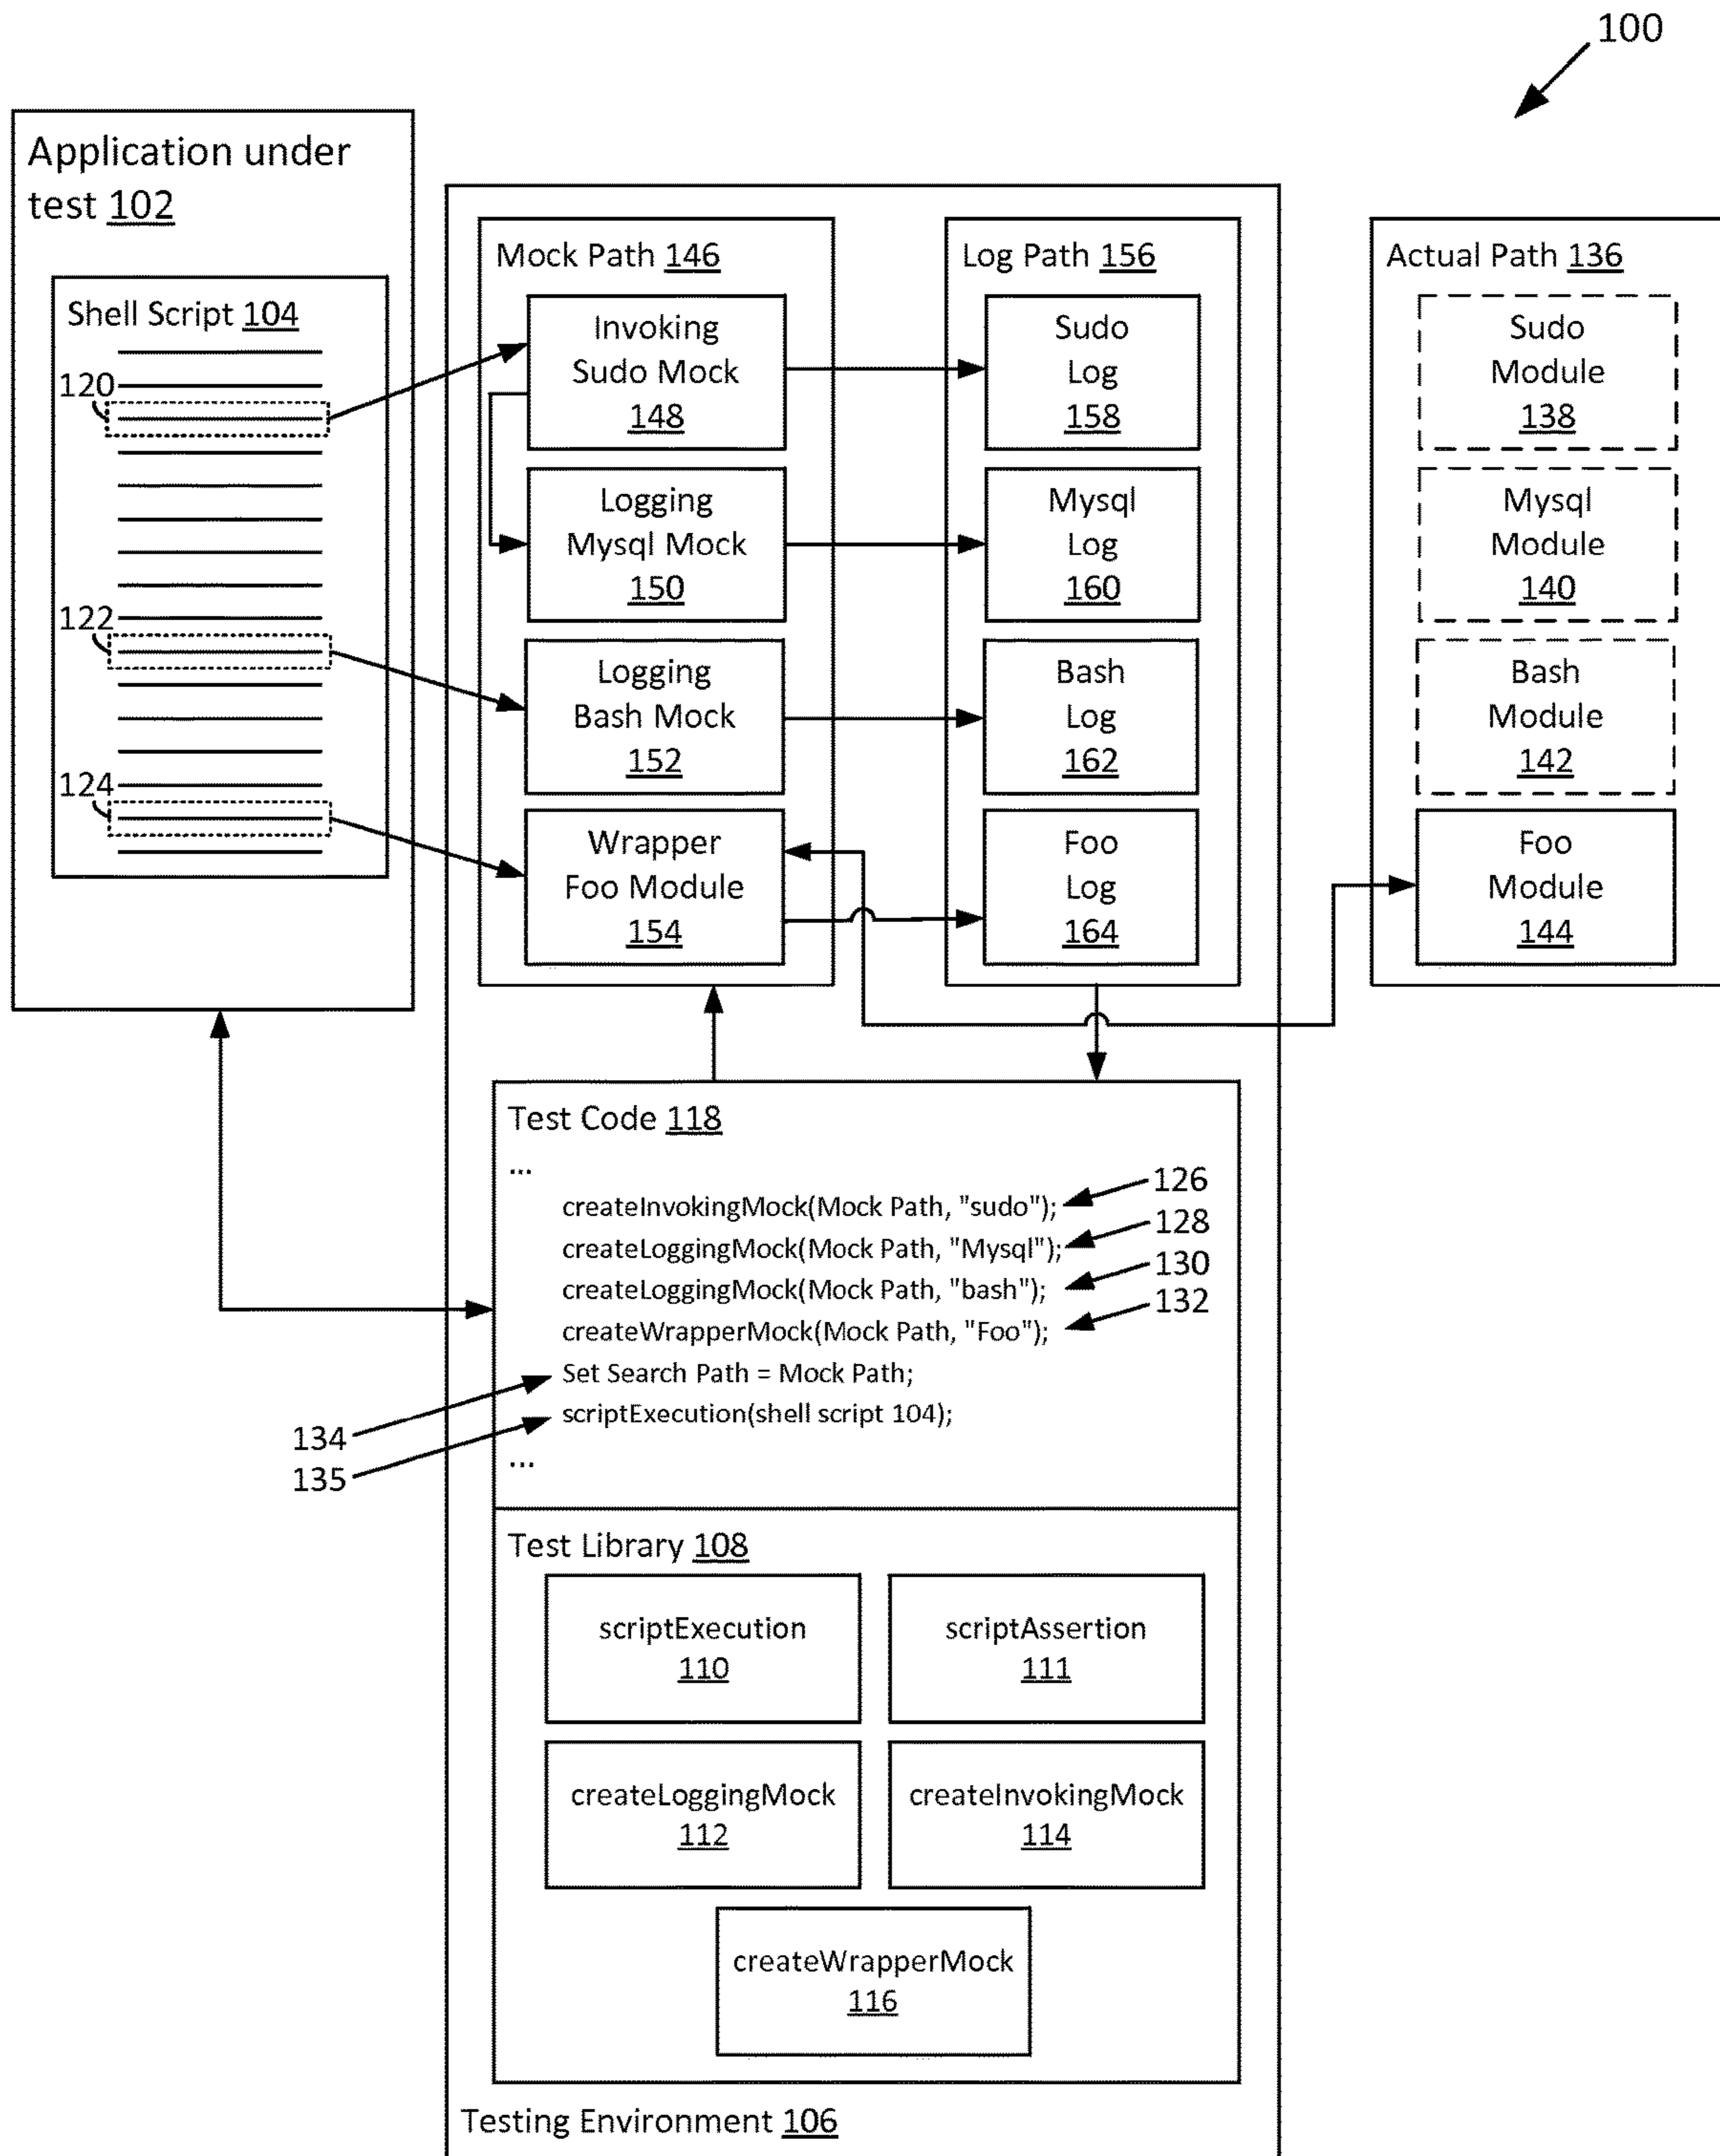 100
Application under
test 102
Shell Script 104
120
122
124
Mock Path 146
Invoking
Sudo Mock
148
Logging
Mysql Mock
150
Logging
Bash Mock
152
Wrapper
Foo Module
154
Log Path 156
Sudo
Log
158
Mysql
Log
160
Bash
Log
162
Foo
Log
164
Actual Path 136
Sudo
Module
138
Mysql
Module
140
Bash
Module
142
Foo
Module
144
Test Code 118
...
createInvokingMock(Mock Path, "sudo"); 126
createLoggingMock(Mock Path, "Mysql"); 128
createLoggingMock(Mock Path, "bash"); 130
createWrapperMock(Mock Path, "Foo"); 132
Set Search Path = Mock Path;
scriptExecution(shell script 104);
134
135
...
Test Library 108
scriptExecution
110
scriptAssertion
111
createLoggingMock
112
createInvokingMock
114
createWrapperMock
116
Testing Environment 106